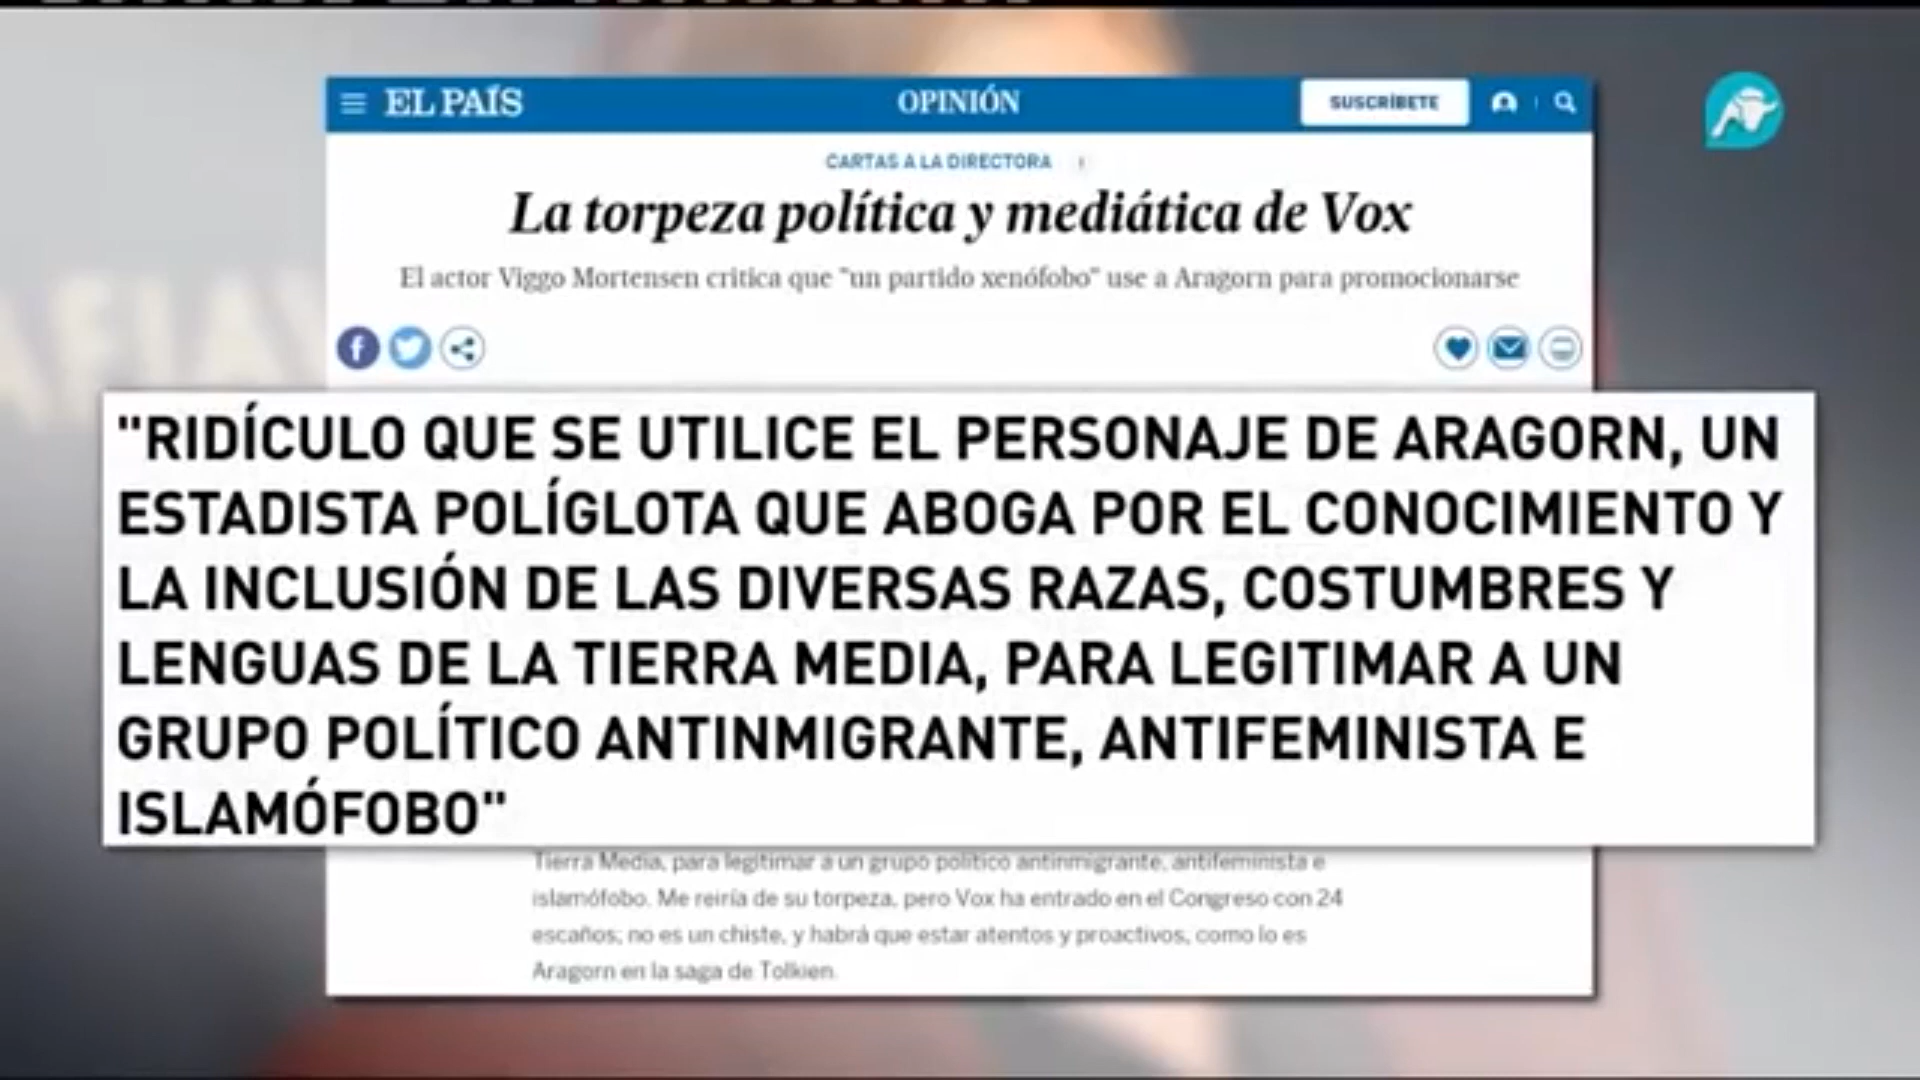 EL PAÍS
OPINIÓN
SUSCRÍBETE
CARTAS A LA DIRECTORA
La torpeza política y mediática de Vox
El actor Viggo Mortensen critica que "un partido xenófobo" use a Aragorn para promocionarse
"RIDÍCULO QUE SE UTILICE EL PERSONAJE DE ARAGORN, UN
ESTADISTA POLÍGLOTA QUE ABOGA POR EL CONOCIMIENTO Y
LA INCLUSIÓN DE LAS DIVERSAS RAZAS, COSTUMBRES Y
LENGUAS DE LA TIERRA MEDIA, PARA LEGITIMAR A UN
GRUPO POLÍTICO ANTINMIGRANTE, ANTIFEMINISTA E
ISLAMÓFOBO"
Tierra Media, para legitimar a un grupo político antinmigrante, antifeminista e
islamófobo. Me reiría de su torpeza, pero Vox ha entrado en el Congreso con 24
escaños; no es un chiste, y habrá que estar atentos y proactivos, como lo es
Aragorn en la saga de Tolkien.